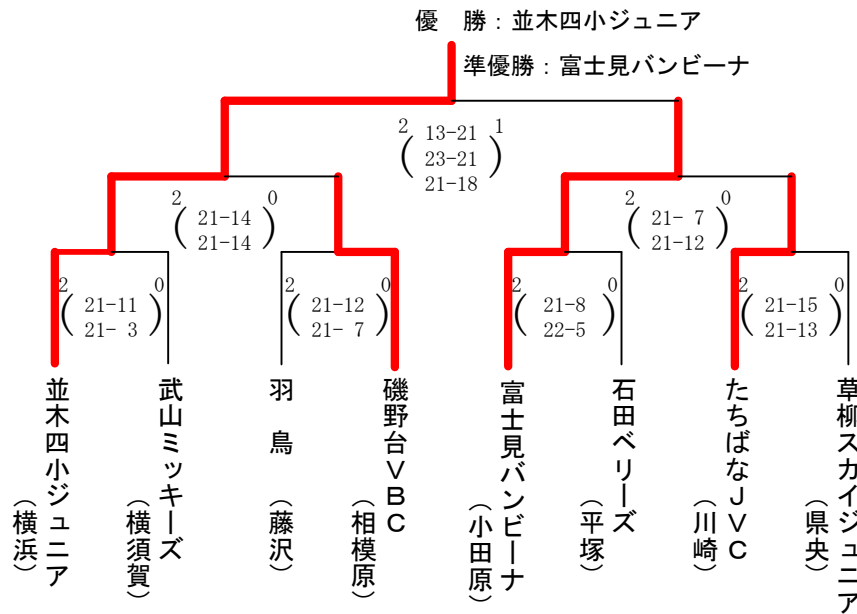 優　勝：並木四小ジュニア
準優勝：富士見バンビーナ
2 1
13-21
23-21
21-18
2 0
21-14
21-14
2 0
21- 7
21-12
2 0
21-11
21- 3
2 0
21-12
21- 7
2 0
21-8
22-5
2 0
21-15
21-13
並木四小ジュニア
（横浜）
武山ミッキーズ
（横須賀）
羽　鳥
（藤沢）
磯野台ＶＢＣ
（相模原）
富士見バンビーナ
（小田原）
石田ベリーズ
（平塚）
たちばなＪＶＣ
（川崎）
草柳スカイジュニア
（県央）